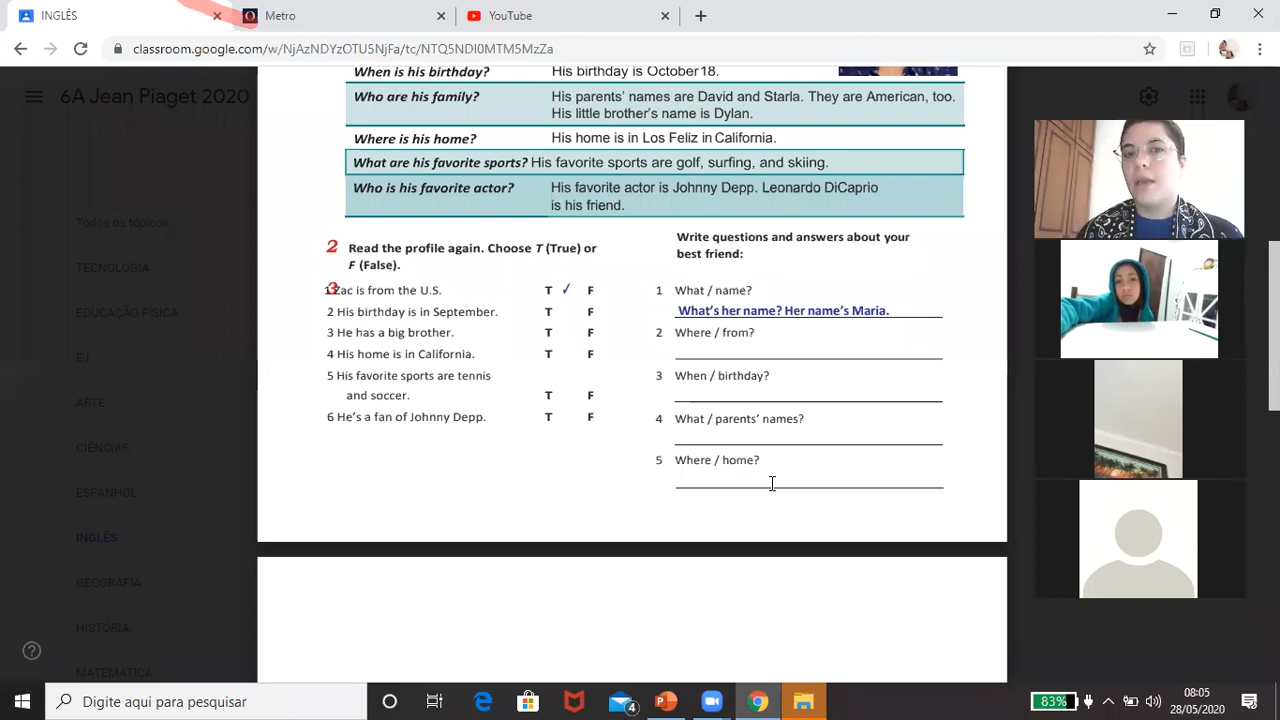 INGLÊS
Metro
YouTube
classroom.google.com/w/NjAzNDYzOTU5NjFa/tc/NTQ5NDI0MTM5MzZa
6A Jean Piaget 2020
Todos os tópicos
TECNOLOGIA
EDUCAÇÃO FÍSICA
EJ
ARTE
CIÊNCIAS
ESPANHOL
INGLÊS
GEOGRAFIA
HISTÓRIA
MATEMÁTICA
When is his birthday? His birthday is October18.
Who are his family? His parents' names are David and Starla. They are American, too.
His little brother's name is Dylan.
Where is his home? His home is in Los Feliz in California.
What are his favorite sports? His favorite sports are golf, surfing, and skiing.
Who is his favorite actor? His favorite actor is Johnny Depp. Leonardo DiCaprio
is his friend.
2 Read the profile again. Choose T (True) or
F (False).
3
1 Zac is from the U.S. T ✓ F
2 His birthday is in September. T F
3 He has a big brother. T F
4 His home is in California. T F
5 His favorite sports are tennis
and soccer. T F
6 He's a fan of Johnny Depp. T F
Write questions and answers about your
best friend:
1 What / name?
What's her name? Her name's Maria.
2 Where / from?
3 When / birthday?
4 What / parents' names?
5 Where / home?
Digite aqui para pesquisar
4
83%
08:05
28/05/2020